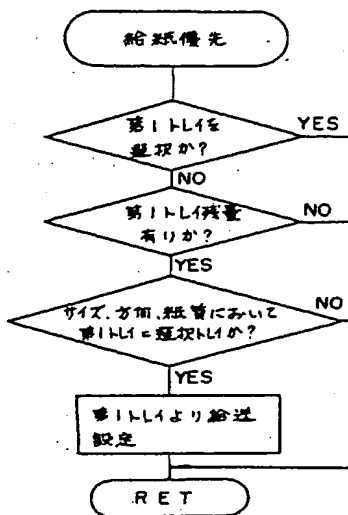 給紙優先
第1トレイを
選択か?
YES
NO
第1トレイ残量
有りか?
NO
YES
サイズ、方向、紙質において
第1トレイ=選択トレイか?
NO
YES
第1トレイより給送
設定
RET